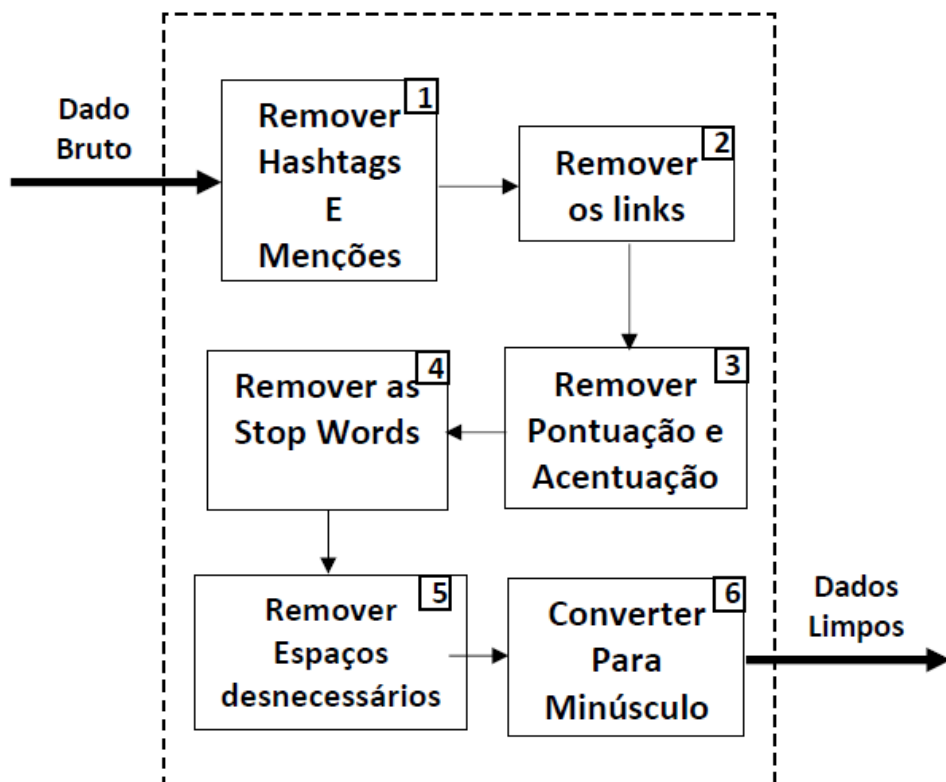 Dado
Bruto
1
Remover
Hashtags
E
Menções
2
Remover
os links
3
Remover
Pontuação e
Acentuação
4
Remover as
Stop Words
5
Remover
Espaços
desnecessários
6
Converter
Para
Minúsculo
Dados
Limpos